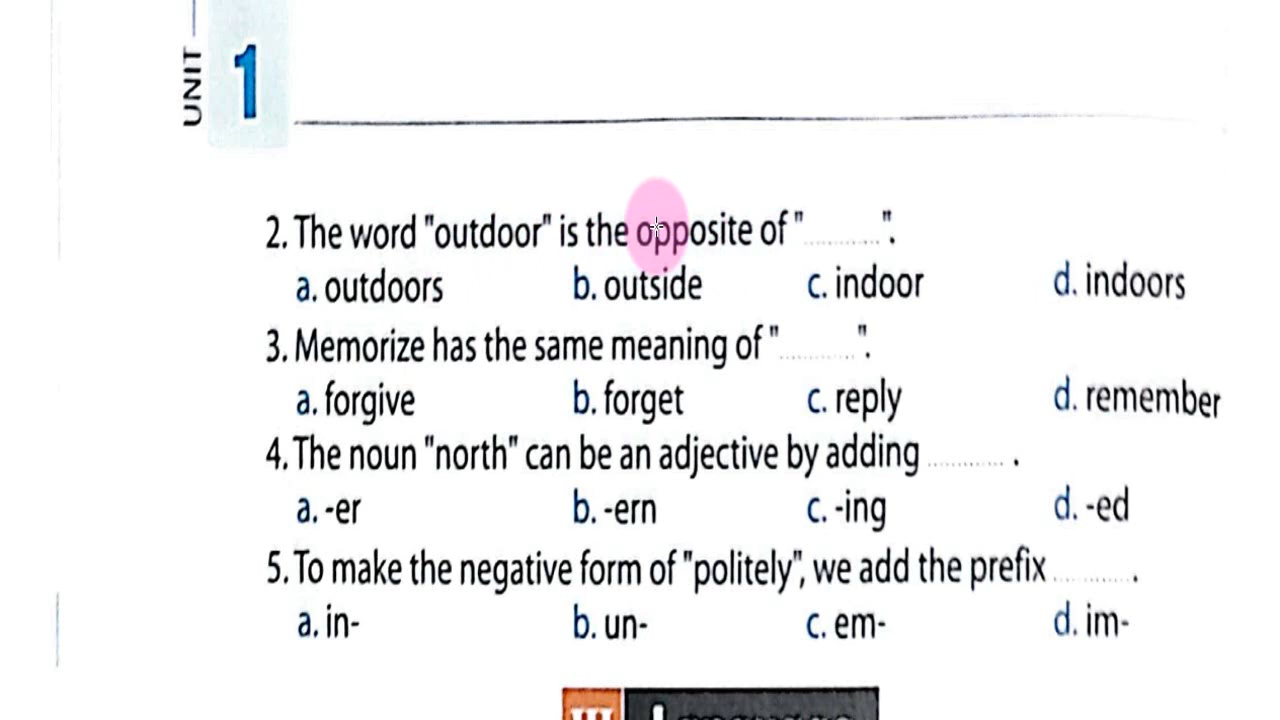 UNIT 1
2. The word "outdoor" is the opposite of "............".
a. outdoors b. outside c. indoor d. indoors
3. Memorize has the same meaning of "............".
a. forgive b. forget c. reply d. remember
4. The noun "north" can be an adjective by adding ............ .
a. -er b. -ern c. -ing d. -ed
5. To make the negative form of "politely", we add the prefix ............ .
a. in- b. un- c. em- d. im-
III